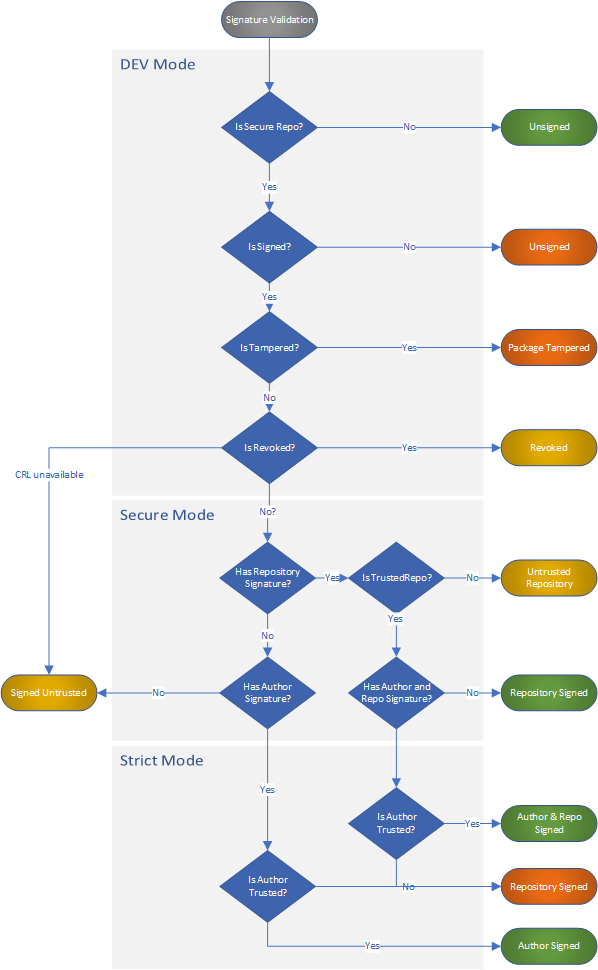 Signature Validation
DEV Mode
Is Secure Repo?
No
Unsigned
Yes
Is Signed?
No
Unsigned
Yes
Is Tampered?
Yes
Package Tampered
No
Is Revoked?
Yes
Revoked
CRL unavailable
No?
Secure Mode
Has Repository
Signature?
Yes
Is TrustedRepo?
No
Untrusted
Repository
No
Yes
Signed Untrusted
No
Has Author
Signature?
Has Author and
Repo Signature?
No
Repository Signed
Strict Mode
Yes
Is Author
Trusted?
Yes
Author & Repo
Signed
Is Author
Trusted?
No
Repository Signed
Yes
Author Signed